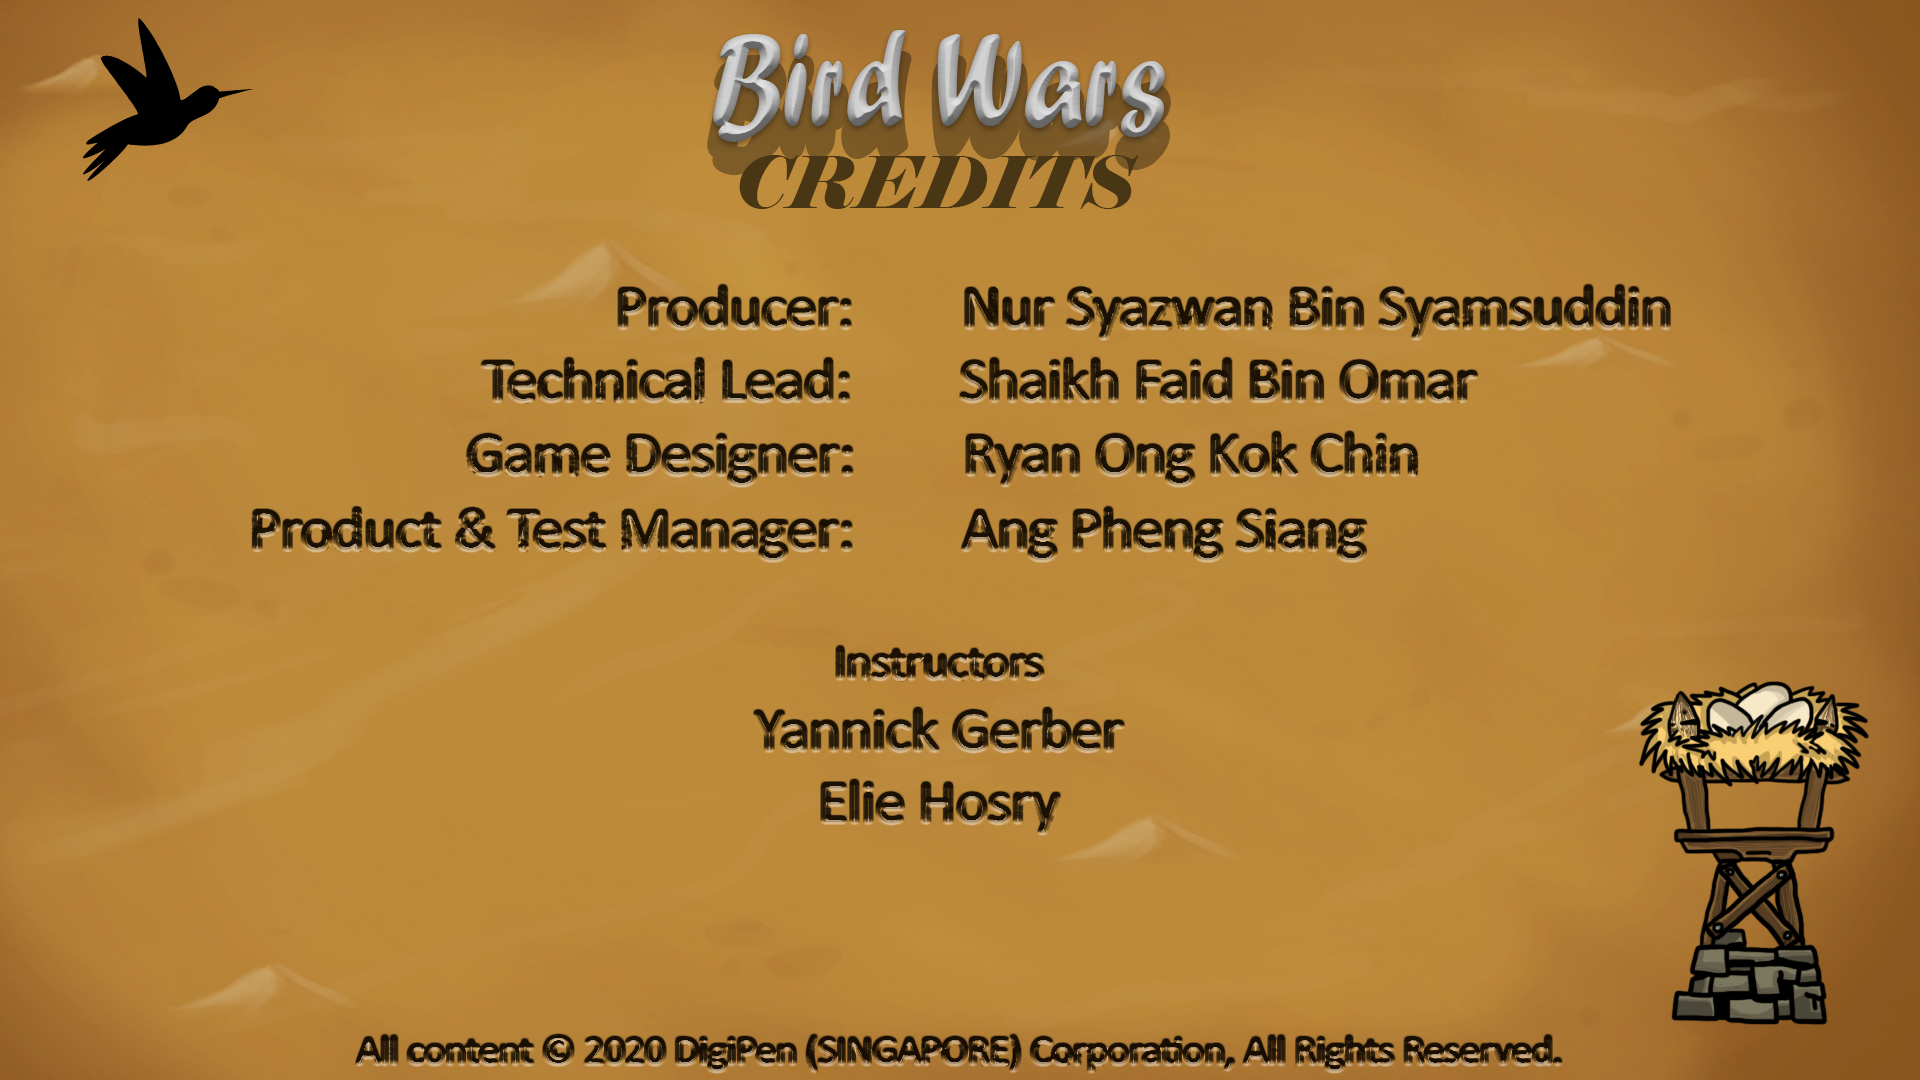 Bird Wars
CREDITS
Producer: Nur Syazwan Bin Syamsuddin
Technical Lead: Shaikh Faid Bin Omar
Game Designer: Ryan Ong Kok Chin
Product & Test Manager: Ang Pheng Siang
Instructors
Yannick Gerber
Elie Hosry
All content © 2020 DigiPen (SINGAPORE) Corporation, All Rights Reserved.